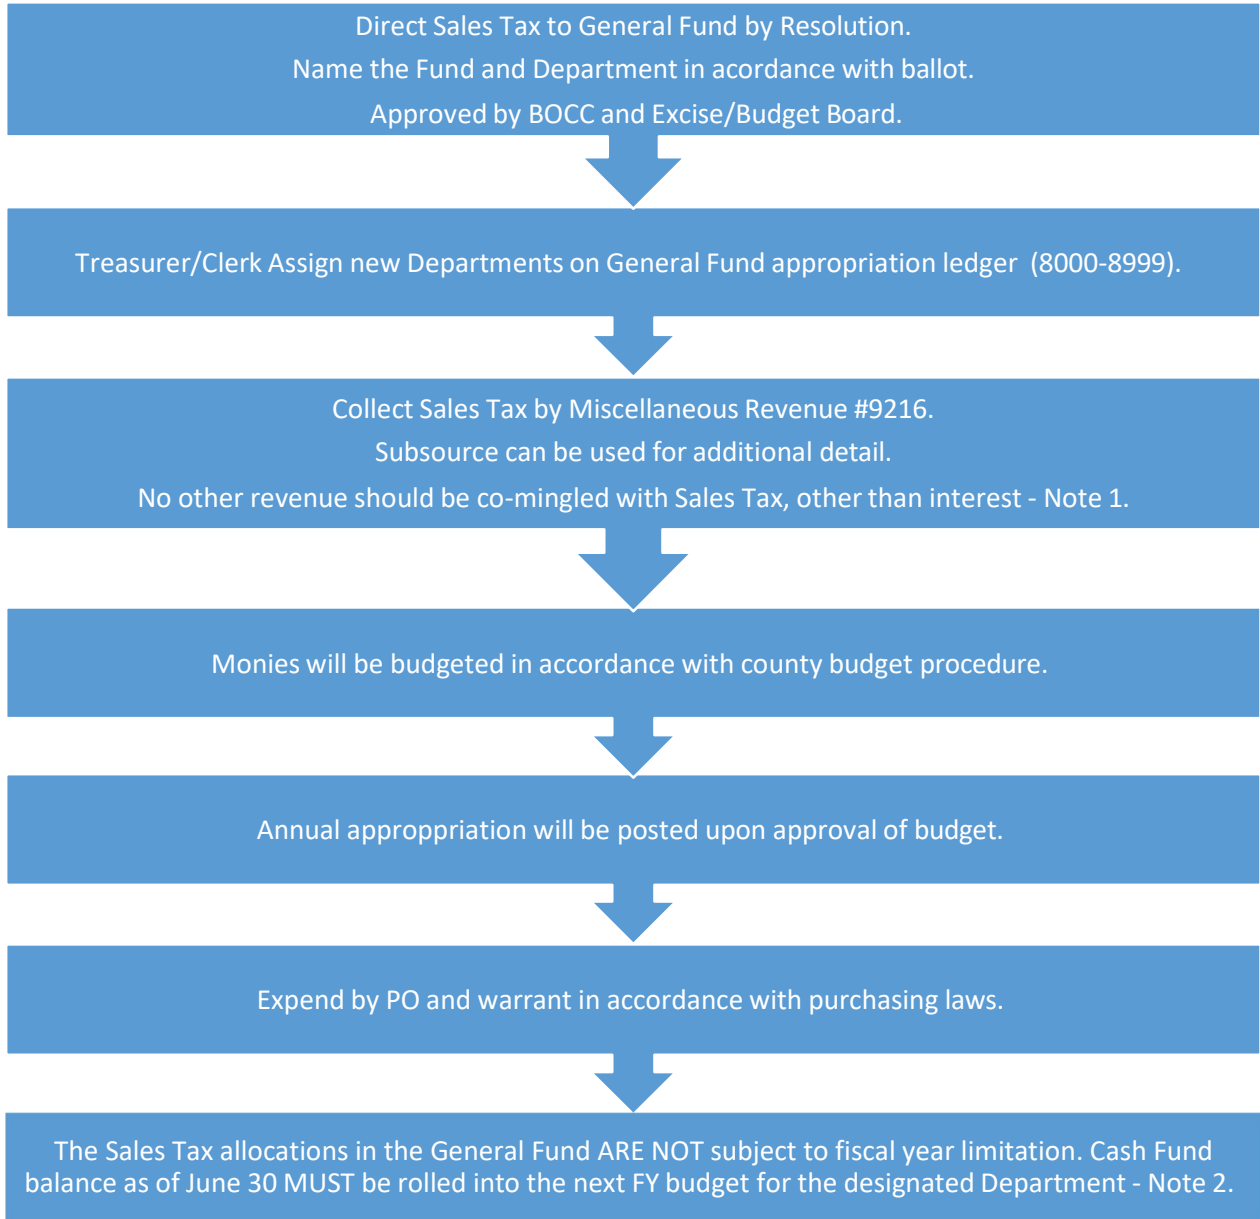 Direct Sales Tax to General Fund by Resolution.
Name the Fund and Department in acordance with ballot.
Approved by BOCC and Excise/Budget Board.
Treasurer/Clerk Assign new Departments on General Fund appropriation ledger (8000-8999).
Collect Sales Tax by Miscellaneous Revenue #9216.
Subsource can be used for additional detail.
No other revenue should be co-mingled with Sales Tax, other than interest - Note 1.
Monies will be budgeted in accordance with county budget procedure.
Annual approppriation will be posted upon approval of budget.
Expend by PO and warrant in accordance with purchasing laws.
The Sales Tax allocations in the General Fund ARE NOT subject to fiscal year limitation. Cash Fund
balance as of June 30 MUST be rolled into the next FY budget for the designated Department - Note 2.